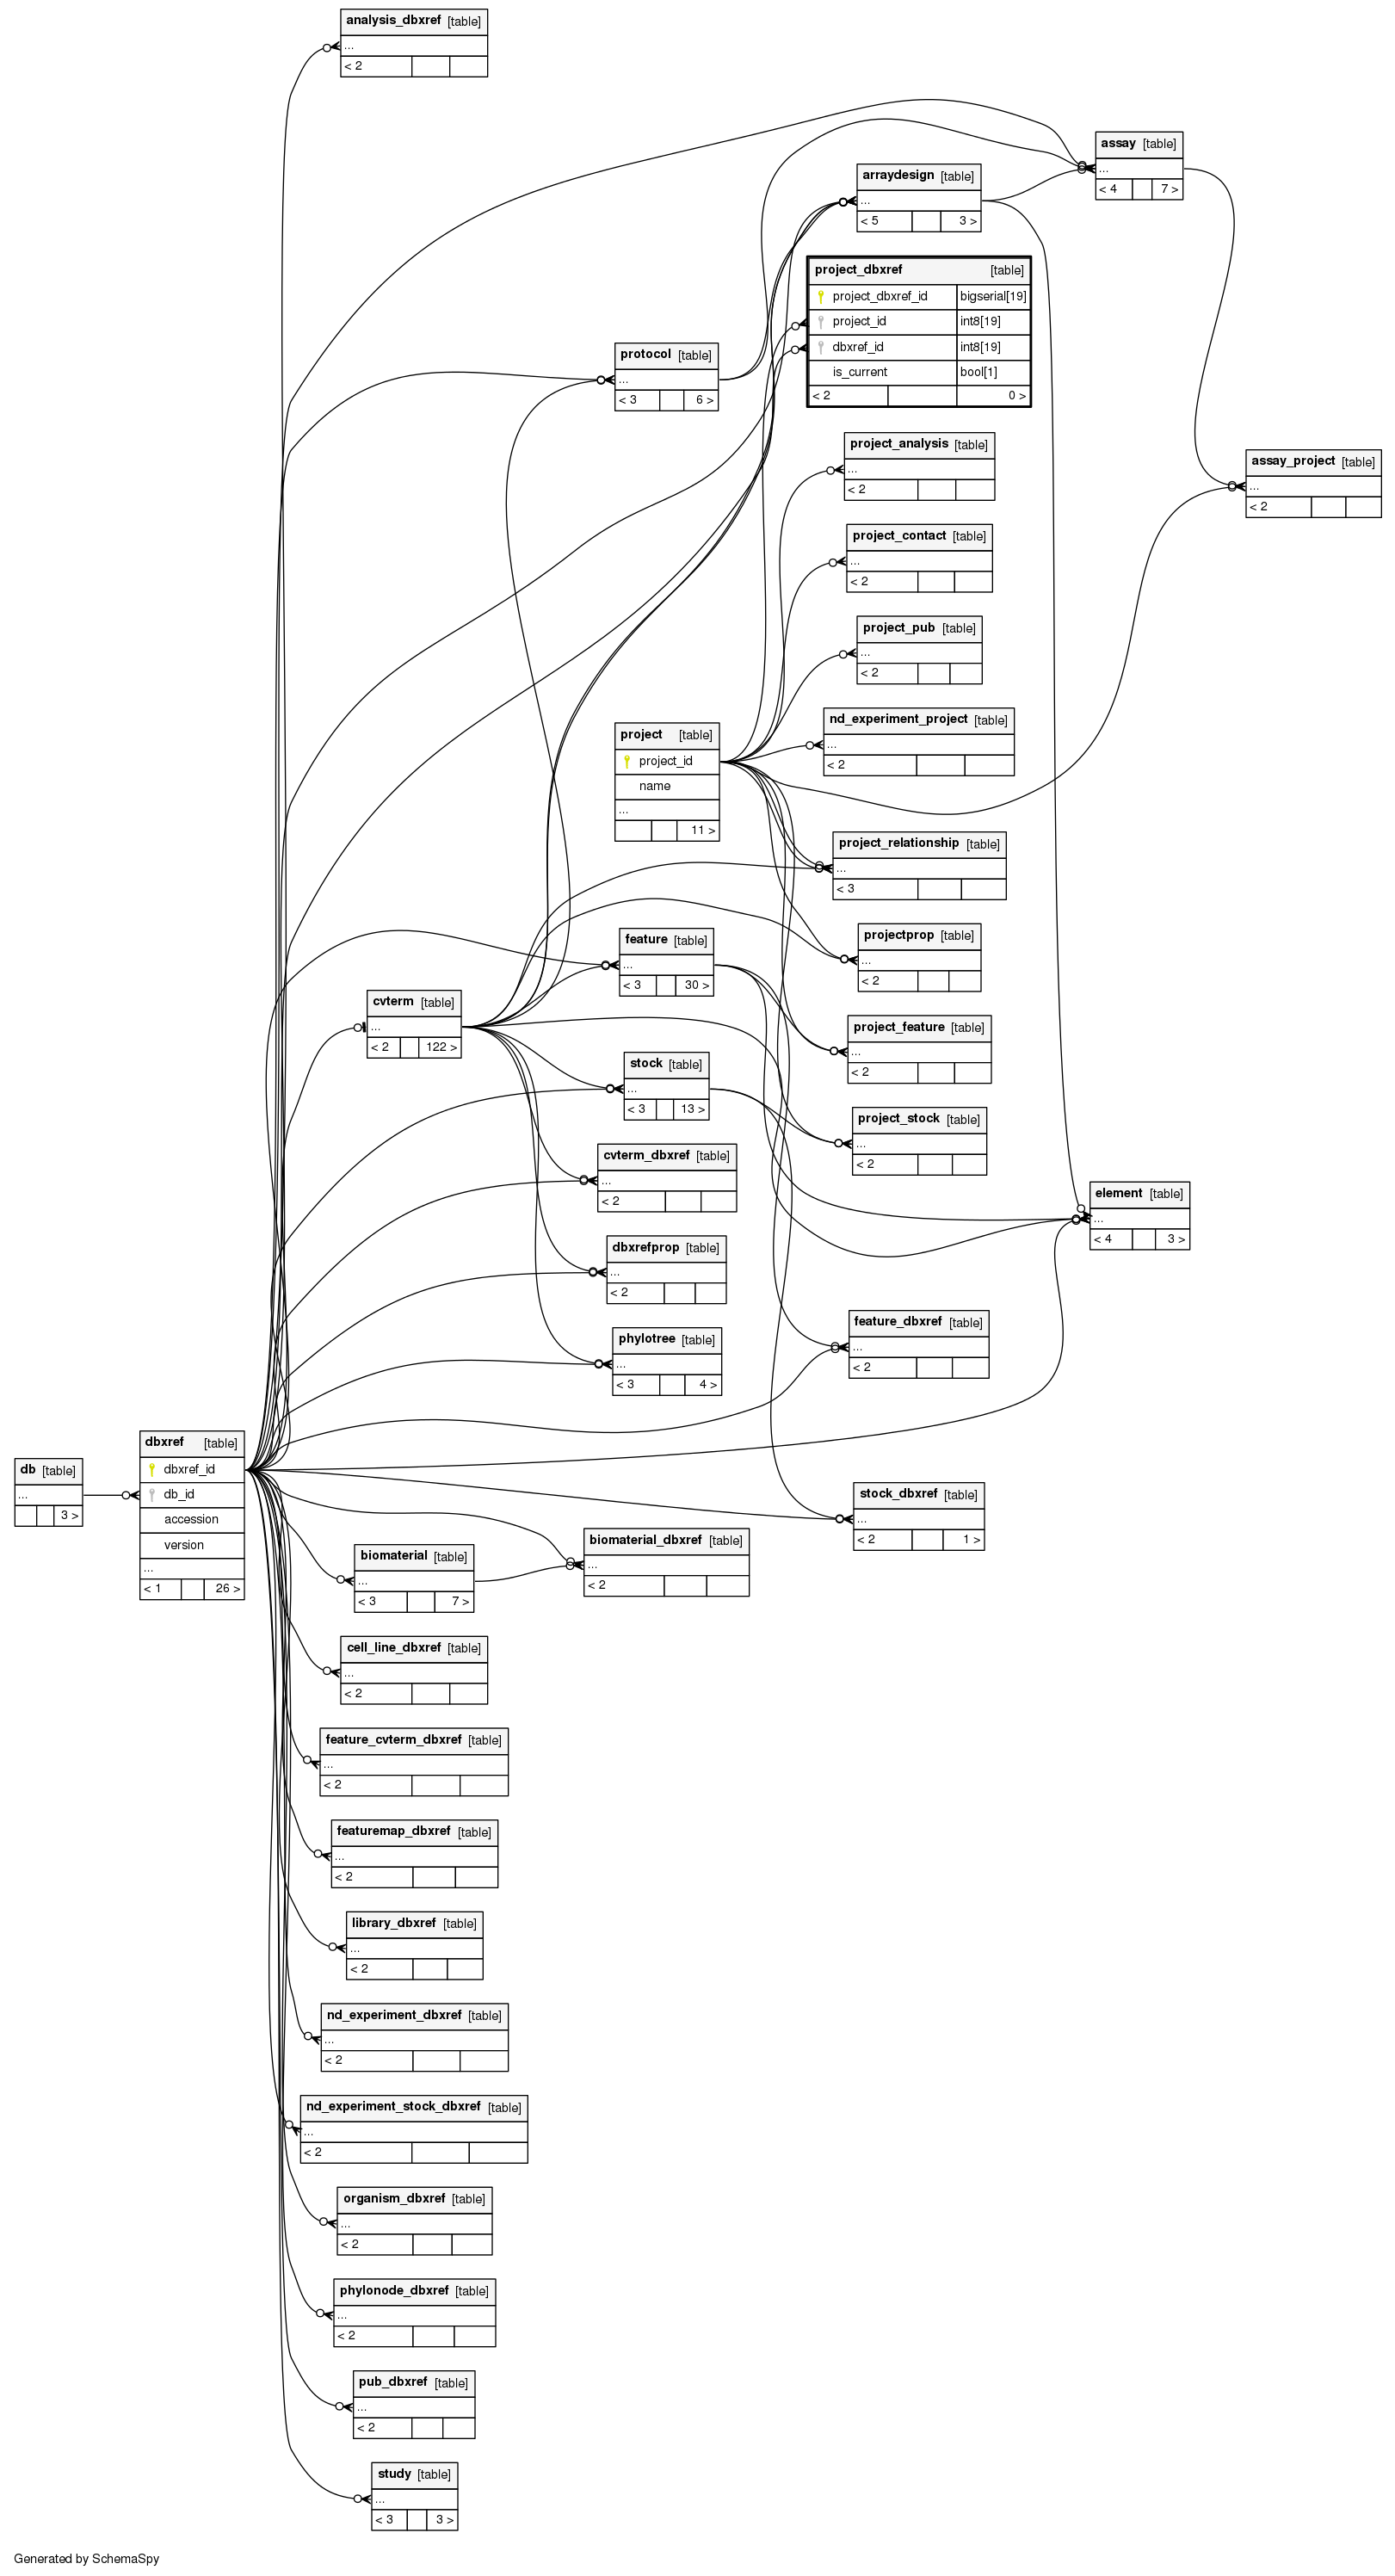 analysis_dbxref [table]
...
< 2
assay [table]
...
< 4 7 >
arraydesign [table]
...
< 5 3 >
project_dbxref [table]
project_dbxref_id bigserial[19]
project_id int8[19]
dbxref_id int8[19]
is_current bool[1]
< 2 0 >
protocol [table]
...
< 3 6 >
project_analysis [table]
...
< 2
assay_project [table]
...
< 2
project_contact [table]
...
< 2
project_pub [table]
...
< 2
nd_experiment_project [table]
...
< 2
project [table]
project_id
name
...
11 >
project_relationship [table]
...
< 3
projectprop [table]
...
< 2
feature [table]
...
< 3 30 >
cvterm [table]
...
< 2 122 >
project_feature [table]
...
< 2
stock [table]
...
< 3 13 >
project_stock [table]
...
< 2
cvterm_dbxref [table]
...
< 2
element [table]
...
< 4 3 >
dbxrefprop [table]
...
< 2
feature_dbxref [table]
...
< 2
phylotree [table]
...
< 3 4 >
dbxref [table]
dbxref_id
db_id
accession
version
...
< 1 26 >
db [table]
...
3 >
stock_dbxref [table]
...
< 2 1 >
biomaterial_dbxref [table]
...
< 2
biomaterial [table]
...
< 3 7 >
cell_line_dbxref [table]
...
< 2
feature_cvterm_dbxref [table]
...
< 2
featuremap_dbxref [table]
...
< 2
library_dbxref [table]
...
< 2
nd_experiment_dbxref [table]
...
< 2
nd_experiment_stock_dbxref [table]
...
< 2
organism_dbxref [table]
...
< 2
phylonode_dbxref [table]
...
< 2
pub_dbxref [table]
...
< 2
study [table]
...
< 3 3 >
Generated by SchemaSpy